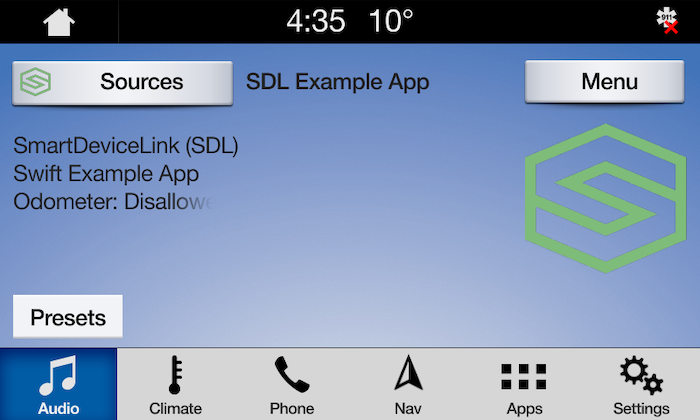 4:35 10°
911
Sources
SDL Example App
Menu
SmartDeviceLink (SDL)
Swift Example App
Odometer: Disallowe
Presets
Audio
Climate
Phone
Nav
Apps
Settings